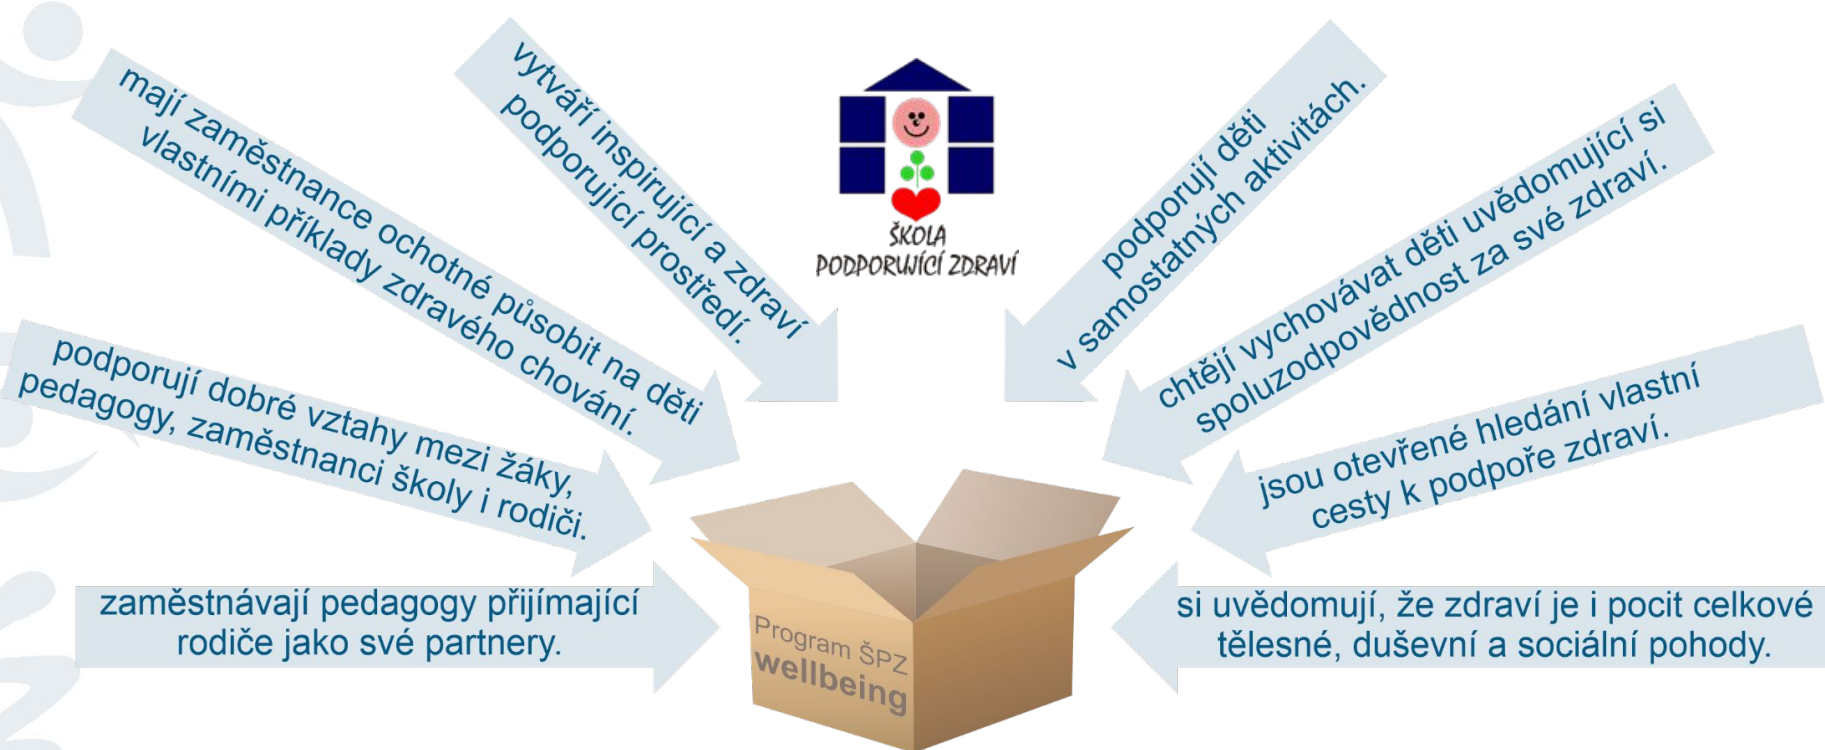 mají zaměstnance ochotné působit na děti
vlastními příklady zdravého chování.
vytváří inspirující a zdraví
podporující prostředí.
ŠKOLA
PODPORUJÍCÍ ZDRAVÍ
podporují děti
v samostatných aktivitách.
chtějí vychovávat děti uvědomující si
spoluzodpovědnost za své zdraví.
podporují dobré vztahy mezi žáky,
pedagogy, zaměstnanci školy i rodiči.
jsou otevřené hledání vlastní
cesty k podpoře zdraví.
zaměstnávají pedagogy přijímající
rodiče jako své partnery.
Program ŠPZ
wellbeing
si uvědomují, že zdraví je i pocit celkové
tělesné, duševní a sociální pohody.